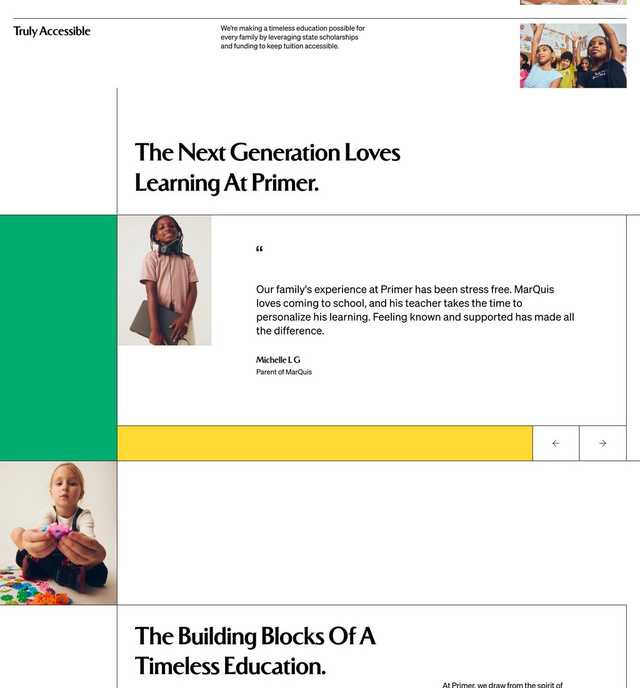 Truly Accessible
We're making a timeless education possible for
every family by leveraging state scholarships
and funding to keep tuition accessible.
The Next Generation Loves
Learning At Primer.
“
Our family's experience at Primer has been stress free. MarQuis
loves coming to school, and his teacher takes the time to
personalize his learning. Feeling known and supported has made all
the difference.
Michelle L G
Parent of MarQuis
The Building Blocks Of A
Timeless Education.
At Primer, we draw from the spirit of